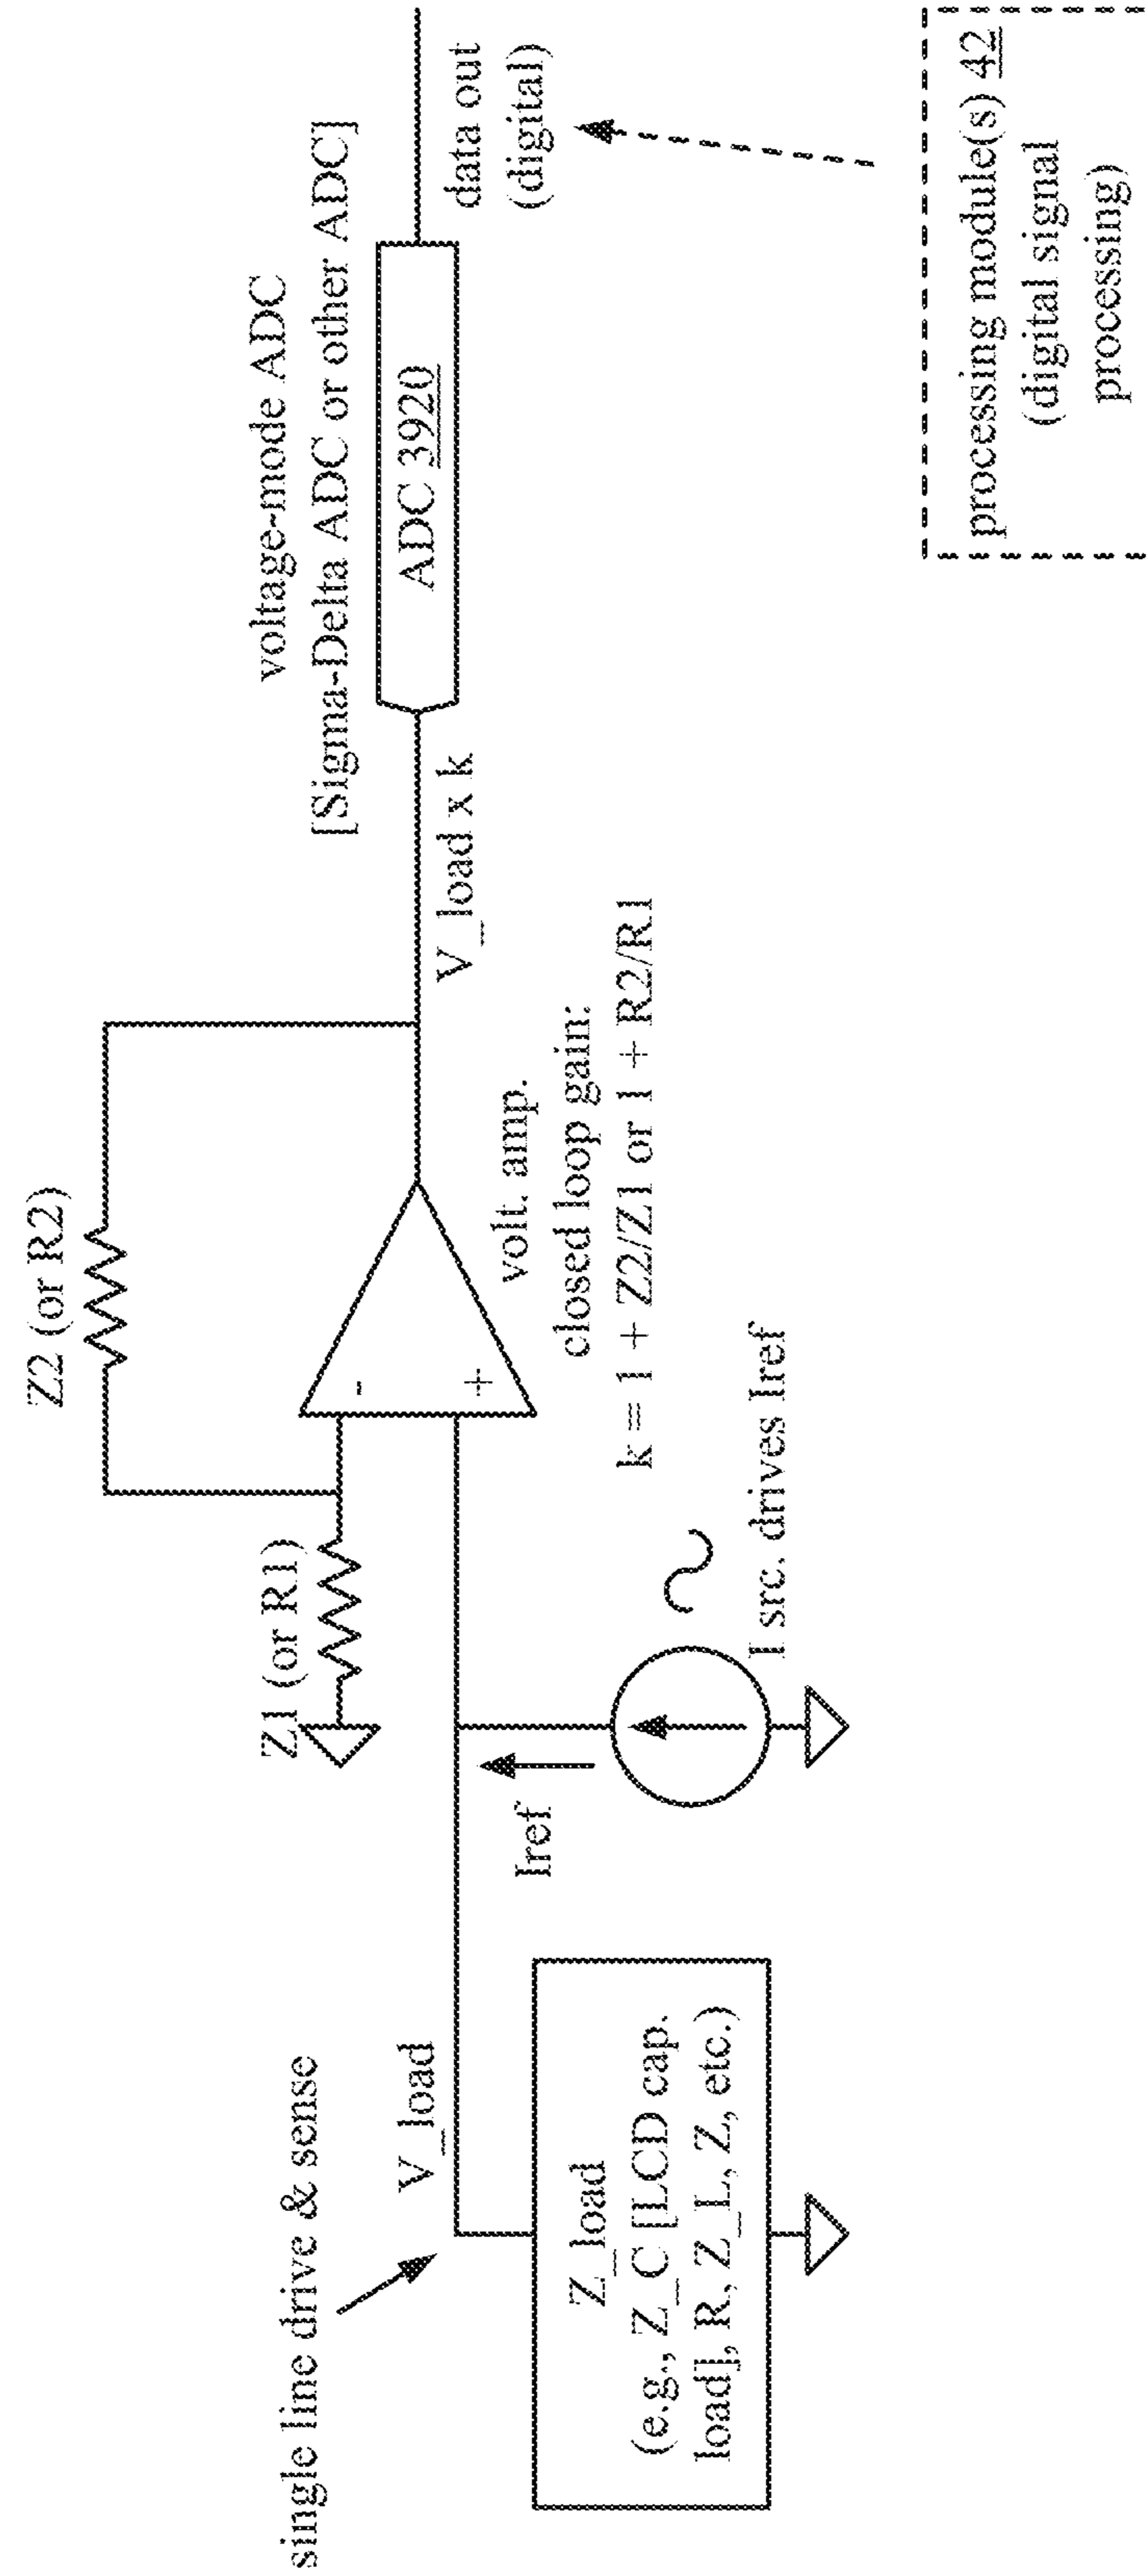 single line drive & sense
V_load
Z_load
(e.g., Z_C [LCD cap.
load], R, Z_L, Z, etc.)
Iref
I src. drives Iref
Z1 (or R1)
Z2 (or R2)
-
+
volt. amp.
closed loop gain:
k = 1 + Z2/Z1 or 1 + R2/R1
V_load x k
voltage-mode ADC
[Sigma-Delta ADC or other ADC]
ADC 3920
data out
(digital)
processing module(s) 42
(digital signal
processing)